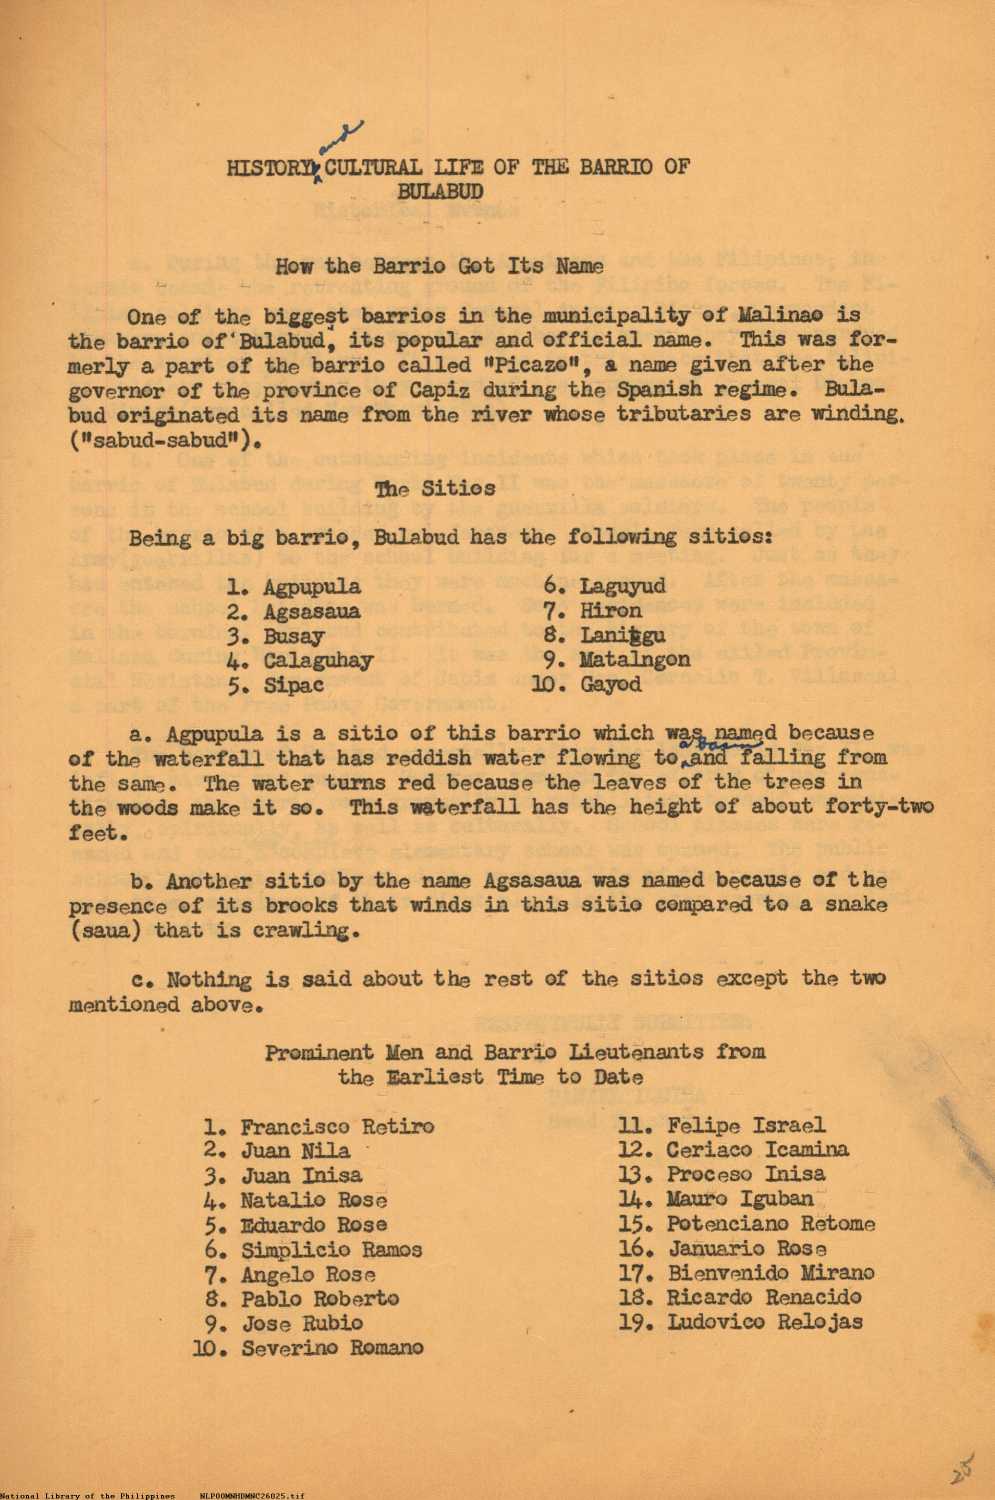 HISTORY and CULTURAL LIFE OF THE BARRIO OF
BULABUD
How the Barrio Got Its Name
One of the biggest barrios in the municipality of Malinao is
the barrio of Bulabud, its popular and official name. This was for-
merly a part of the barrio called "Picazo", a name given after the
governor of the province of Capiz during the Spanish regime. Bula-
bud originated its name from the river whose tributaries are winding.
("sabud-sabud").
The Sitios
Being a big barrio, Bulabud has the following sitios:
1. Agpupula
2. Agsasaua
3. Busay
4. Calaguhay
5. Sipac
6. Laguyud
7. Hiron
8. Laniggu
9. Matalngon
10. Gayod
a. Agpupula is a sitio of this barrio which was named because
of the waterfall that has reddish water flowing to a basin and falling from
the same. The water turns red because the leaves of the trees in
the woods make it so. This waterfall has the height of about forty-two
feet.
b. Another sitio by the name Agsasaua was named because of the
presence of its brooks that winds in this sitio compared to a snake
(saua) that is crawling.
c. Nothing is said about the rest of the sitios except the two
mentioned above.
Prominent Men and Barrio Lieutenants from
the Earliest Time to Date
1. Francisco Retiro
2. Juan Nila
3. Juan Inisa
4. Natalio Rose
5. Eduardo Rose
6. Simplicio Ramos
7. Angelo Rose
8. Pablo Roberto
9. Jose Rubio
10. Severino Romano
11. Felipe Israel
12. Ceriaco Icamina
13. Proceso Inisa
14. Mauro Iguban
15. Potenciano Retome
16. Januario Rose
17. Bienvenido Mirano
18. Ricardo Renacido
19. Ludovico Relojas
25
National Library of the Philippines NLPOOMNHDMNC26025.tif